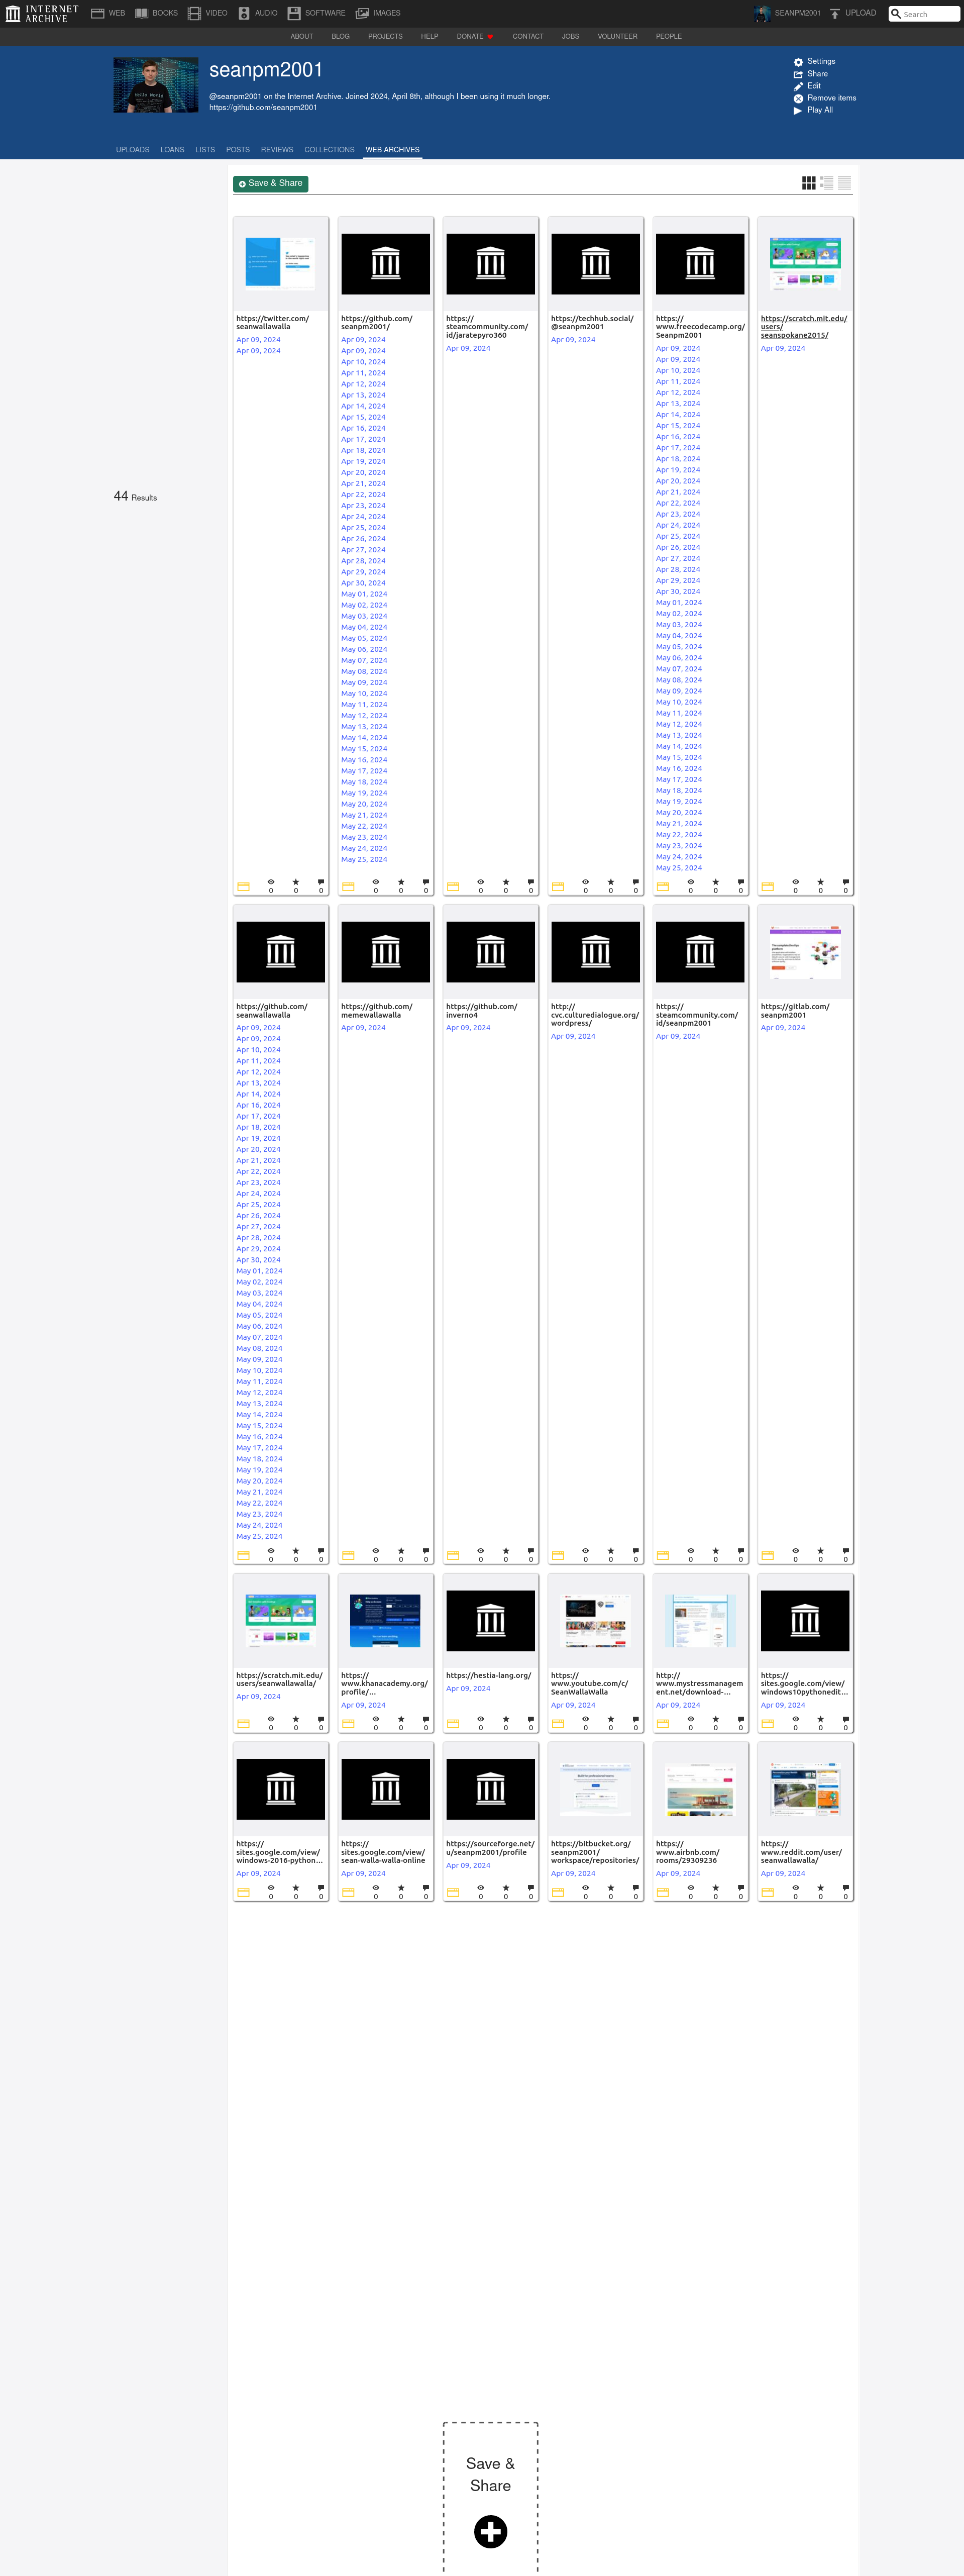 INTERNET
ARCHIVE
WEB BOOKS VIDEO AUDIO SOFTWARE IMAGES SEANPM2001 UPLOAD Search
ABOUT BLOG PROJECTS HELP DONATE CONTACT JOBS VOLUNTEER PEOPLE
seanpm2001
@seanpm2001 on the Internet Archive. Joined 2024, April 8th, although I been using it much longer.
https://github.com/seanpm2001
Settings
Share
Edit
Remove items
Play All
UPLOADS LOANS LISTS POSTS REVIEWS COLLECTIONS WEB ARCHIVES
44 Results
Save & Share
https://twitter.com/
seanwallawalla
Apr 09, 2024
Apr 09, 2024
0 0 0
https://github.com/
seanpm2001/
Apr 09, 2024
Apr 09, 2024
Apr 10, 2024
Apr 11, 2024
Apr 12, 2024
Apr 13, 2024
Apr 14, 2024
Apr 15, 2024
Apr 16, 2024
Apr 17, 2024
Apr 18, 2024
Apr 19, 2024
Apr 20, 2024
Apr 21, 2024
Apr 22, 2024
Apr 23, 2024
Apr 24, 2024
Apr 25, 2024
Apr 26, 2024
Apr 27, 2024
Apr 28, 2024
Apr 29, 2024
Apr 30, 2024
May 01, 2024
May 02, 2024
May 03, 2024
May 04, 2024
May 05, 2024
May 06, 2024
May 07, 2024
May 08, 2024
May 09, 2024
May 10, 2024
May 11, 2024
May 12, 2024
May 13, 2024
May 14, 2024
May 15, 2024
May 16, 2024
May 17, 2024
May 18, 2024
May 19, 2024
May 20, 2024
May 21, 2024
May 22, 2024
May 23, 2024
May 24, 2024
May 25, 2024
0 0 0
https://
steamcommunity.com/
id/jaratepyro360
Apr 09, 2024
0 0 0
https://techhub.social/
@seanpm2001
Apr 09, 2024
0 0 0
https://
www.freecodecamp.org/
Seanpm2001
Apr 09, 2024
Apr 09, 2024
Apr 10, 2024
Apr 11, 2024
Apr 12, 2024
Apr 13, 2024
Apr 14, 2024
Apr 15, 2024
Apr 16, 2024
Apr 17, 2024
Apr 18, 2024
Apr 19, 2024
Apr 20, 2024
Apr 21, 2024
Apr 22, 2024
Apr 23, 2024
Apr 24, 2024
Apr 25, 2024
Apr 26, 2024
Apr 27, 2024
Apr 28, 2024
Apr 29, 2024
Apr 30, 2024
May 01, 2024
May 02, 2024
May 03, 2024
May 04, 2024
May 05, 2024
May 06, 2024
May 07, 2024
May 08, 2024
May 09, 2024
May 10, 2024
May 11, 2024
May 12, 2024
May 13, 2024
May 14, 2024
May 15, 2024
May 16, 2024
May 17, 2024
May 18, 2024
May 19, 2024
May 20, 2024
May 21, 2024
May 22, 2024
May 23, 2024
May 24, 2024
May 25, 2024
0 0 0
https://scratch.mit.edu/
users/
seanspokane2015/
Apr 09, 2024
0 0 0
https://github.com/
seanwallawalla
Apr 09, 2024
Apr 09, 2024
Apr 10, 2024
Apr 11, 2024
Apr 12, 2024
Apr 13, 2024
Apr 14, 2024
Apr 16, 2024
Apr 17, 2024
Apr 18, 2024
Apr 19, 2024
Apr 20, 2024
Apr 21, 2024
Apr 22, 2024
Apr 23, 2024
Apr 24, 2024
Apr 25, 2024
Apr 26, 2024
Apr 27, 2024
Apr 28, 2024
Apr 29, 2024
Apr 30, 2024
May 01, 2024
May 02, 2024
May 03, 2024
May 04, 2024
May 05, 2024
May 06, 2024
May 07, 2024
May 08, 2024
May 09, 2024
May 10, 2024
May 11, 2024
May 12, 2024
May 13, 2024
May 14, 2024
May 15, 2024
May 16, 2024
May 17, 2024
May 18, 2024
May 19, 2024
May 20, 2024
May 21, 2024
May 22, 2024
May 23, 2024
May 24, 2024
May 25, 2024
0 0 0
https://github.com/
memewallawalla
Apr 09, 2024
0 0 0
https://github.com/
inverno4
Apr 09, 2024
0 0 0
http://
cvc.culturedialogue.org/
wordpress/
Apr 09, 2024
0 0 0
https://
steamcommunity.com/
id/seanpm2001
Apr 09, 2024
0 0 0
https://gitlab.com/
seanpm2001
Apr 09, 2024
0 0 0
https://scratch.mit.edu/
users/seanwallawalla/
Apr 09, 2024
0 0 0
https://
www.khanacademy.org/
profile/...
Apr 09, 2024
0 0 0
https://hestia-lang.org/
Apr 09, 2024
0 0 0
https://
www.youtube.com/c/
SeanWallaWalla
Apr 09, 2024
0 0 0
http://
www.mystressmanagem
ent.net/download-...
Apr 09, 2024
0 0 0
https://
sites.google.com/view/
windows10pythonedit...
Apr 09, 2024
0 0 0
https://
sites.google.com/view/
windows-2016-python...
Apr 09, 2024
0 0 0
https://
sites.google.com/view/
sean-walla-walla-online
Apr 09, 2024
0 0 0
https://sourceforge.net/
u/seanpm2001/profile
Apr 09, 2024
0 0 0
https://bitbucket.org/
seanpm2001/
workspace/repositories/
Apr 09, 2024
0 0 0
https://
www.airbnb.com/
rooms/29309236
Apr 09, 2024
0 0 0
https://
www.reddit.com/user/
seanwallawalla/
Apr 09, 2024
0 0 0
Save &
Share